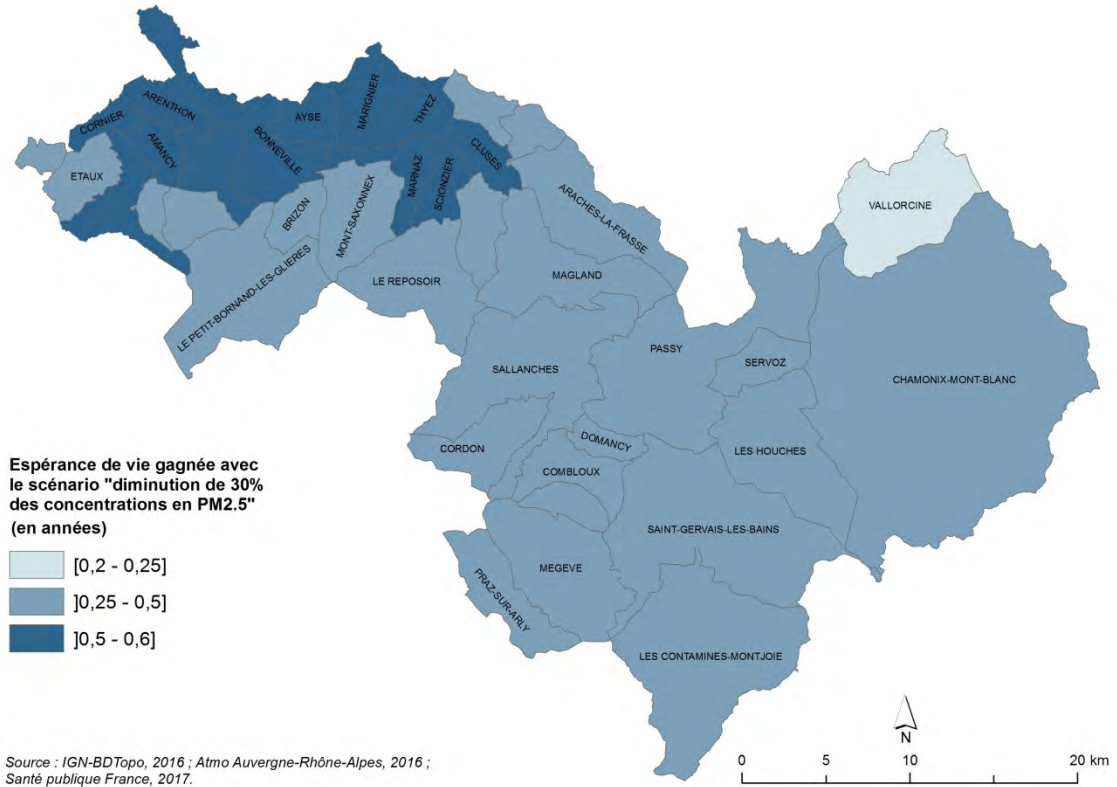 CORNIER
ARENTHON
AMANCY
ETAUX
BONNEVILLE
AYSE
MARIGNIER
THYEZ
MARNAZ
SCIONZIER
CLUSES
BRIZON
MONT-SAXONNEX
LE PETIT-BORNAND-LES-GLIERES
LE REPOSOIR
ARACHES-LA-FRASSE
MAGLAND
VALLORCINE
PASSY
SERVOZ
SALLANCHES
CHAMONIX-MONT-BLANC
CORDON
DOMANCY
COMBLOUX
LES HOUCHES
SAINT-GERVAIS-LES-BAINS
MEGEVE
PRAZ-SUR-ARLY
LES CONTAMINES-MONTJOIE
Espérance de vie gagnée avec
le scénario "diminution de 30%
des concentrations en PM2.5"
(en années)
[0,2 - 0,25]
]0,25 - 0,5]
]0,5 - 0,6]
N
0 5 10 20 km
Source : IGN-BDTopo, 2016 ; Atmo Auvergne-Rhône-Alpes, 2016 ;
Santé publique France, 2017.